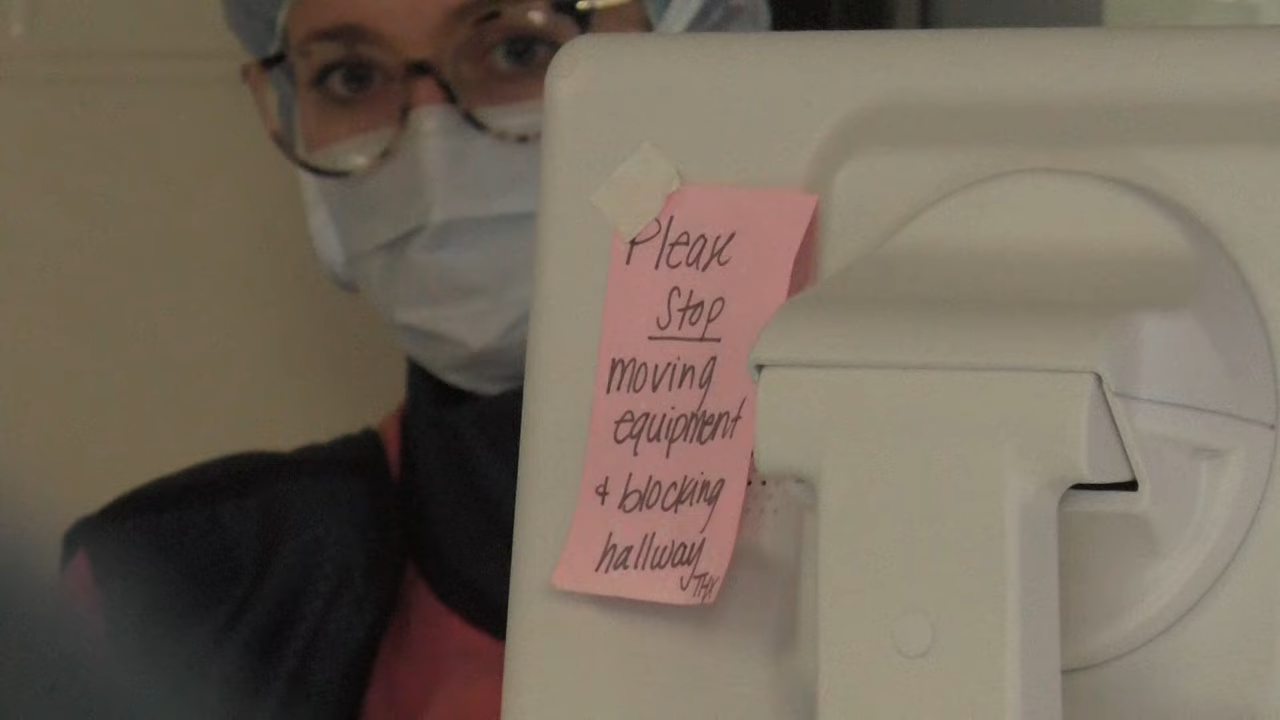 Please
Stop
moving
equipment
& blocking
hallway
THX